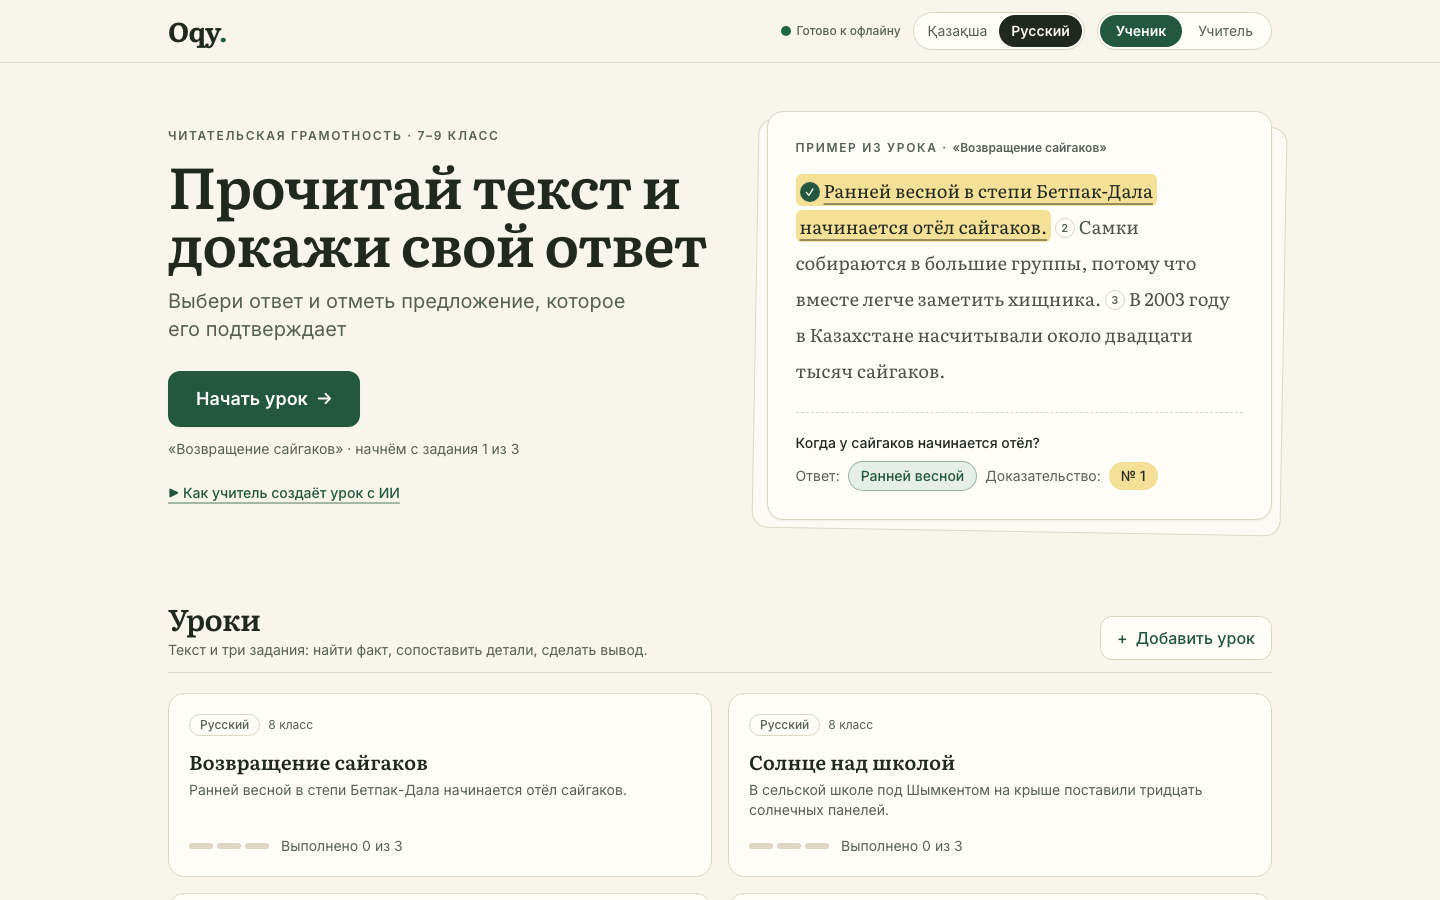 Oqy.
Готово к офлайну
Қазақша
Русский
Ученик
Учитель
ЧИТАТЕЛЬСКАЯ ГРАМОТНОСТЬ · 7–9 КЛАСС
Прочитай текст и
докажи свой ответ
Выбери ответ и отметь предложение, которое
его подтверждает
Начать урок →
«Возвращение сайгаков» · начнём с задания 1 из 3
▶ Как учитель создаёт урок с ИИ
ПРИМЕР ИЗ УРОКА · «Возвращение сайгаков»
✓ Ранней весной в степи Бетпак-Дала
начинается отёл сайгаков. 2 Самки
собираются в большие группы, потому что
вместе легче заметить хищника. 3 В 2003 году
в Казахстане насчитывали около двадцати
тысяч сайгаков.
Когда у сайгаков начинается отёл?
Ответ: Ранней весной Доказательство: № 1
Уроки
Текст и три задания: найти факт, сопоставить детали, сделать вывод.
+ Добавить урок
Русский 8 класс
Возвращение сайгаков
Ранней весной в степи Бетпак-Дала начинается отёл сайгаков.
Выполнено 0 из 3
Русский 8 класс
Солнце над школой
В сельской школе под Шымкентом на крыше поставили тридцать
солнечных панелей.
Выполнено 0 из 3